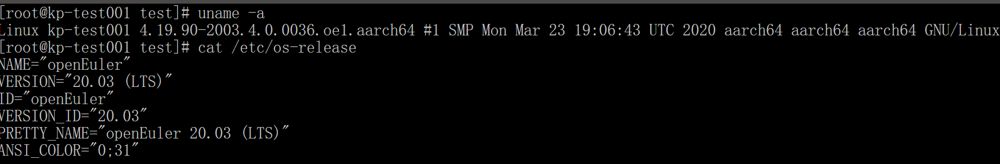 [root@kp-test001 test]# uname -a
Linux kp-test001 4.19.90-2003.4.0.0036.oe1.aarch64 #1 SMP Mon Mar 23 19:06:43 UTC 2020 aarch64 aarch64 aarch64 GNU/Linux
[root@kp-test001 test]# cat /etc/os-release
NAME="openEuler"
VERSION="20.03 (LTS)"
ID="openEuler"
VERSION_ID="20.03"
PRETTY_NAME="openEuler 20.03 (LTS)"
ANSI_COLOR="0;31"